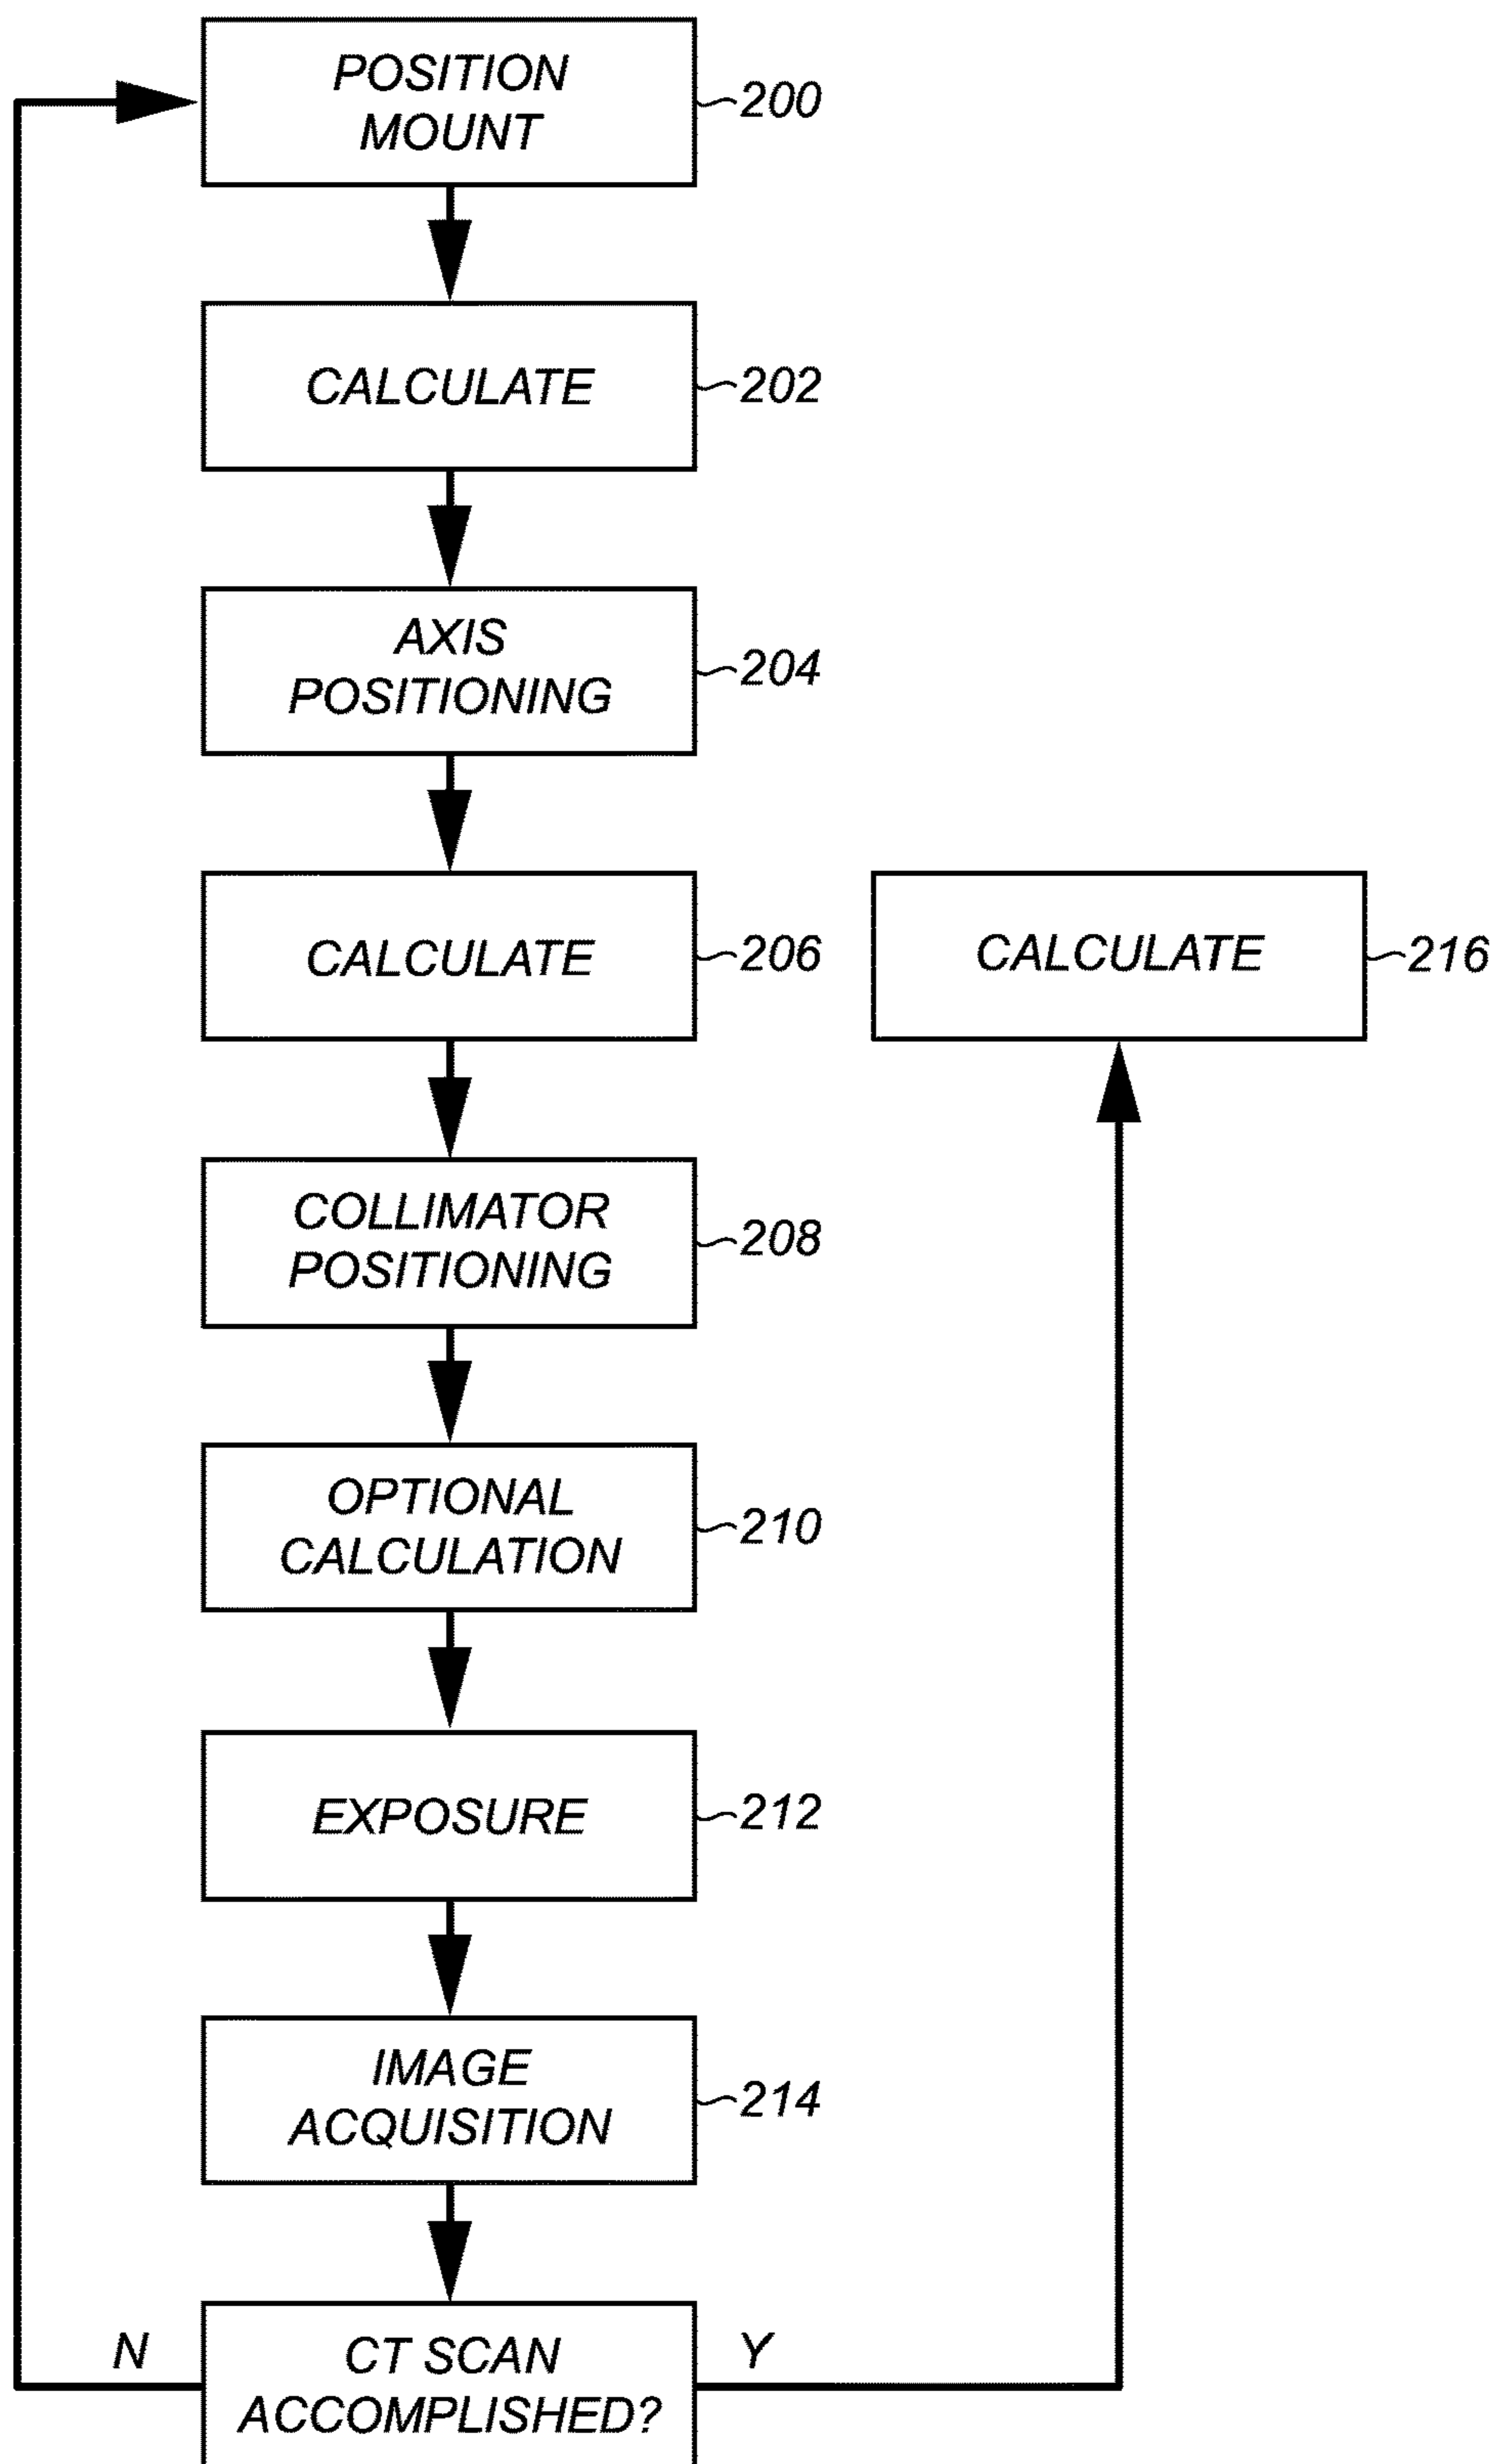 POSITION
MOUNT
200
CALCULATE
202
AXIS
POSITIONING
204
CALCULATE
206
CALCULATE
216
COLLIMATOR
POSITIONING
208
OPTIONAL
CALCULATION
210
EXPOSURE
212
IMAGE
ACQUISITION
214
N
CT SCAN
ACCOMPLISHED?
Y